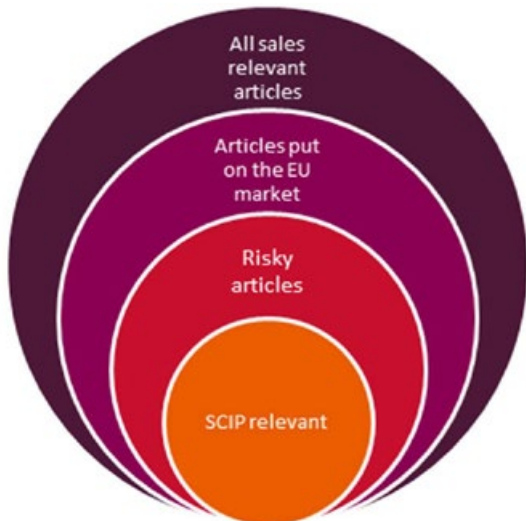 All sales
relevant
articles
Articles put
on the EU
market
Risky
articles
SCIP relevant